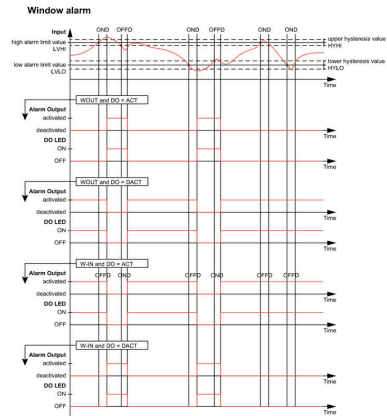 Window alarm
Input
OND OFFD OND OFFD OND OND
high alarm limit value
LVHI
upper hysteresis value
HYHI
low alarm limit value
LVLO
lower hysteresis value
HYLO
Time
WOUT and DO = ACT
Alarm Output
activated
deactivated
Time
DO LED
ON
OFF
Time
WOUT and DO = DACT
Alarm Output
activated
deactivated
Time
DO LED
ON
OFF
Time
W-IN and DO = ACT
Alarm Output
OFFD OND OFFD OND OFFD OFFD
activated
deactivated
Time
DO LED
ON
OFF
Time
W-IN and DO = DACT
Alarm Output
activated
deactivated
Time
DO LED
ON
OFF
Time